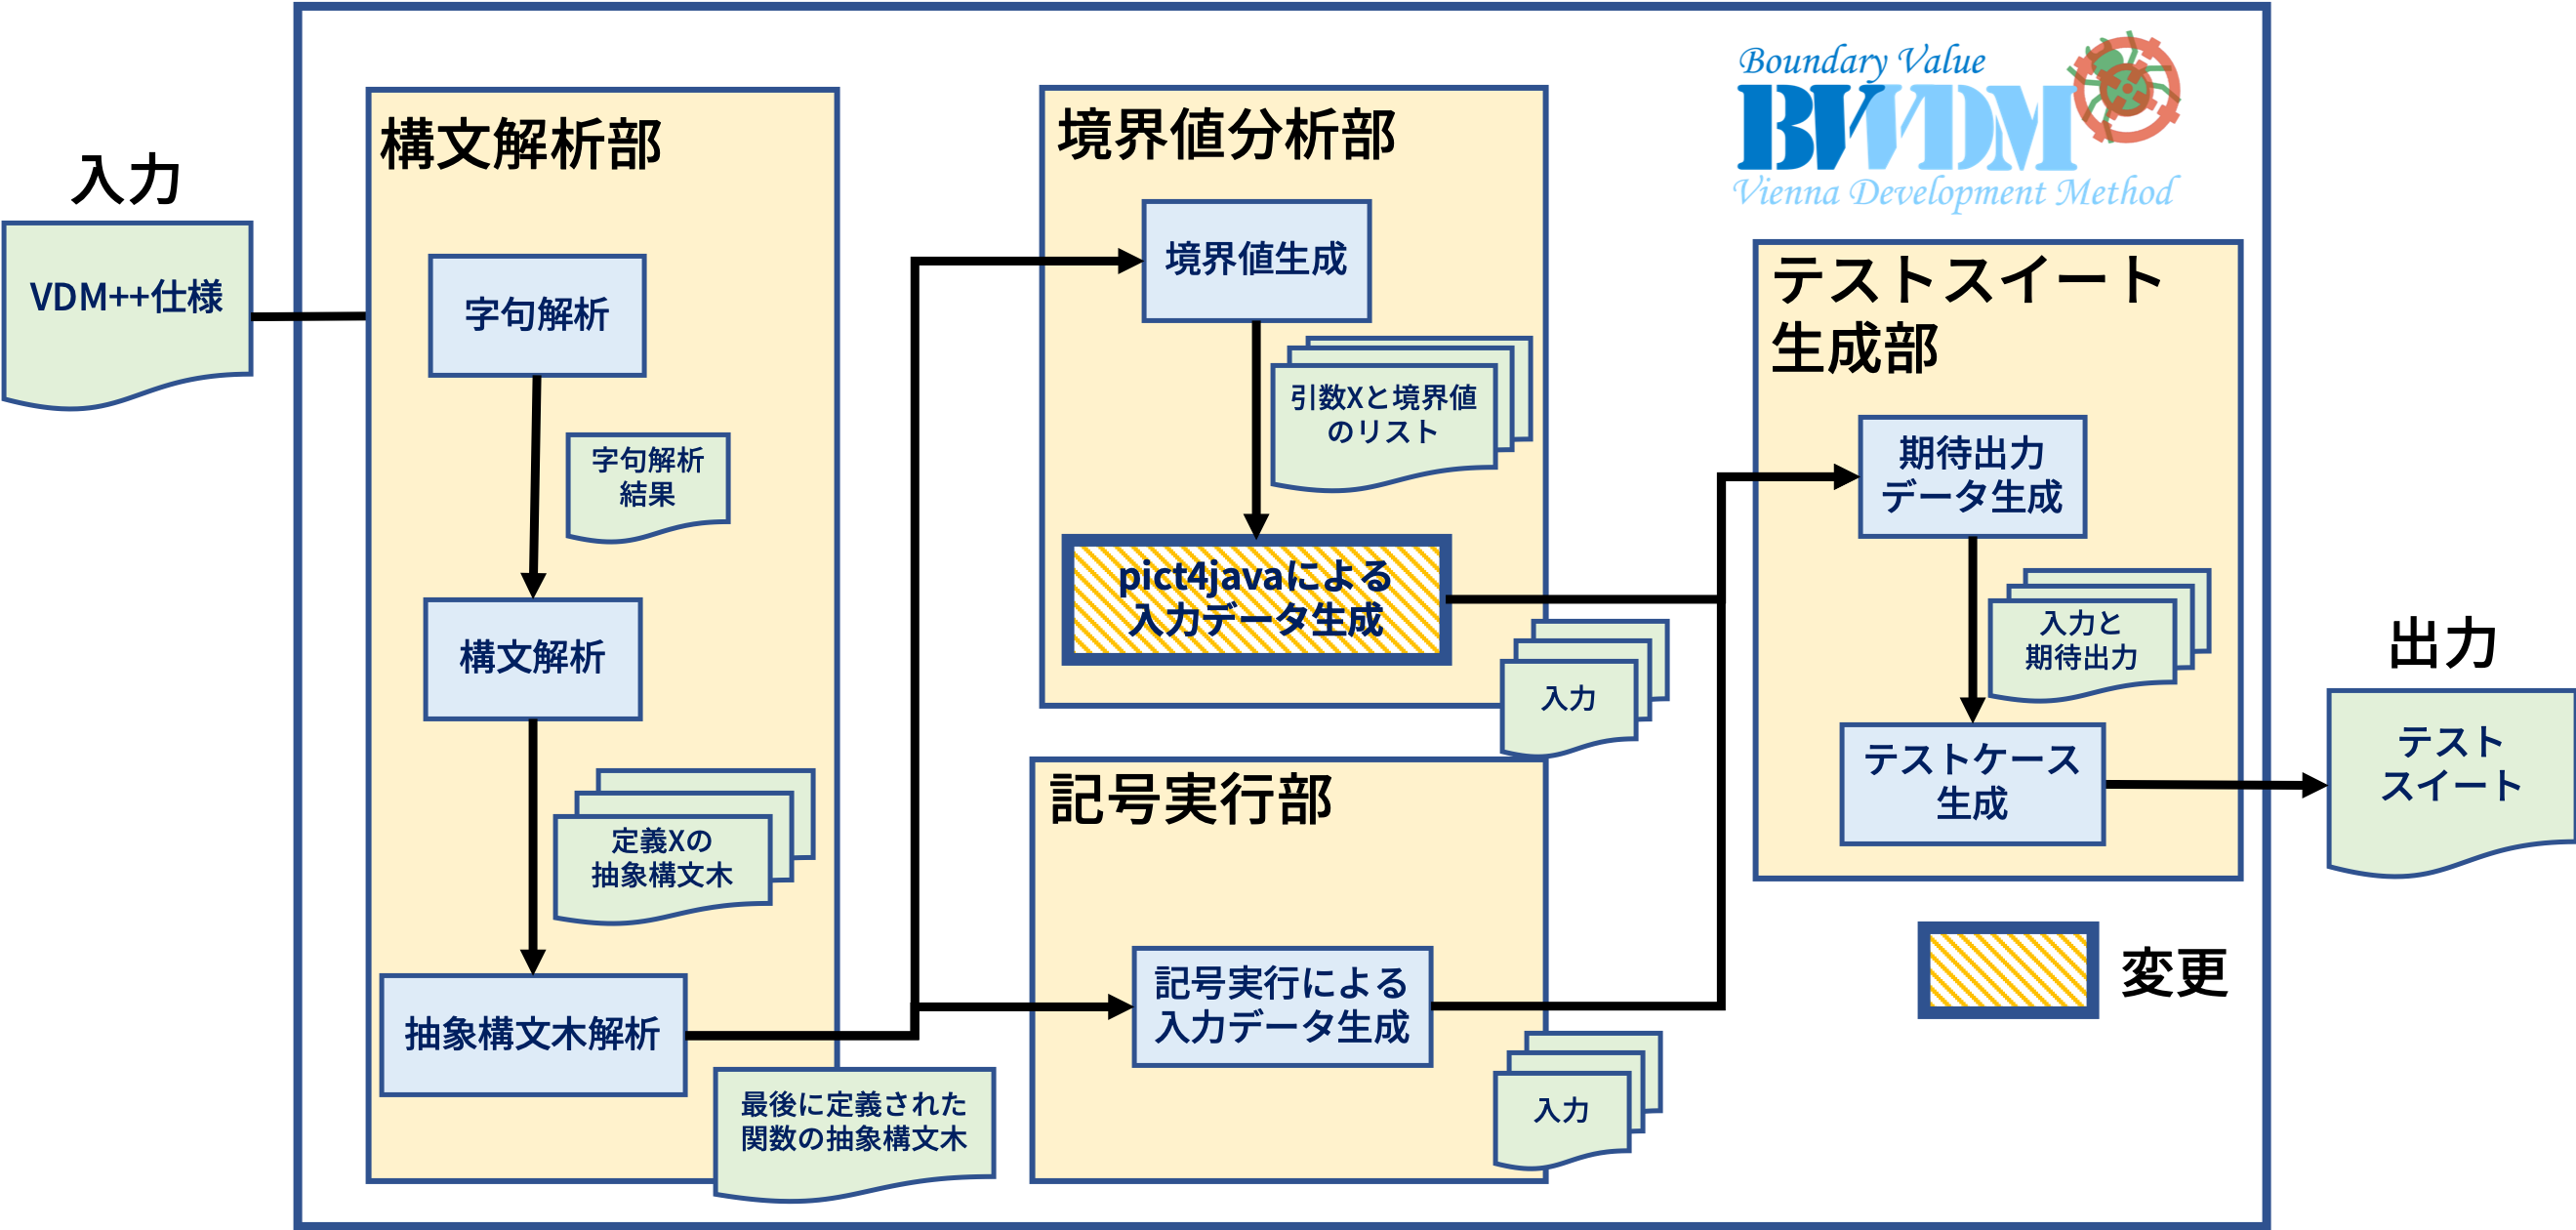 入力
VDM++仕様
構文解析部
字句解析
字句解析
結果
構文解析
定義Xの
抽象構文木
抽象構文木解析
最後に定義された
関数の抽象構文木
境界値分析部
境界値生成
引数Xと境界値
のリスト
pict4javaによる
入力データ生成
入力
記号実行部
記号実行による
入力データ生成
入力
Boundary Value
BVVDM
Vienna Development Method
テストスイート
生成部
期待出力
データ生成
入力と
期待出力
テストケース
生成
変更
出力
テスト
スイート